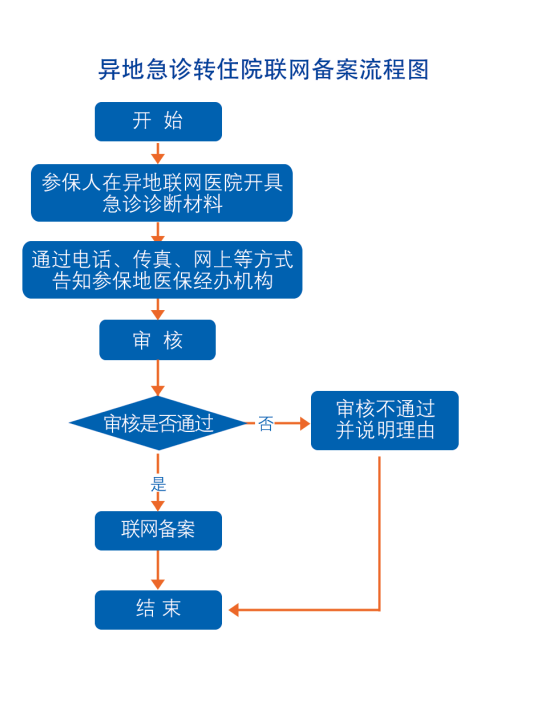 异地急诊转住院联网备案流程图
开 始
参保人在异地联网医院开具
急诊诊断材料
通过电话、传真、网上等方式
告知参保地医保经办机构
审 核
审核是否通过
否
审核不通过
并说明理由
是
联网备案
结 束